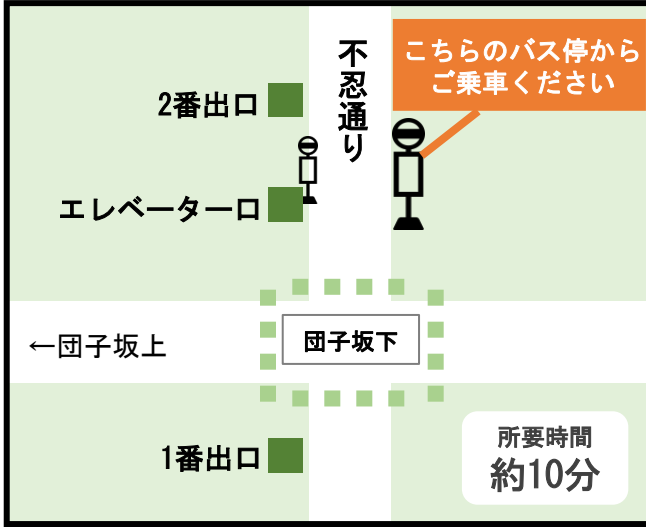 不忍通り
こちらのバス停から
ご乗車ください
2番出口
エレベーター口
←団子坂上
団子坂下
1番出口
所要時間
約10分